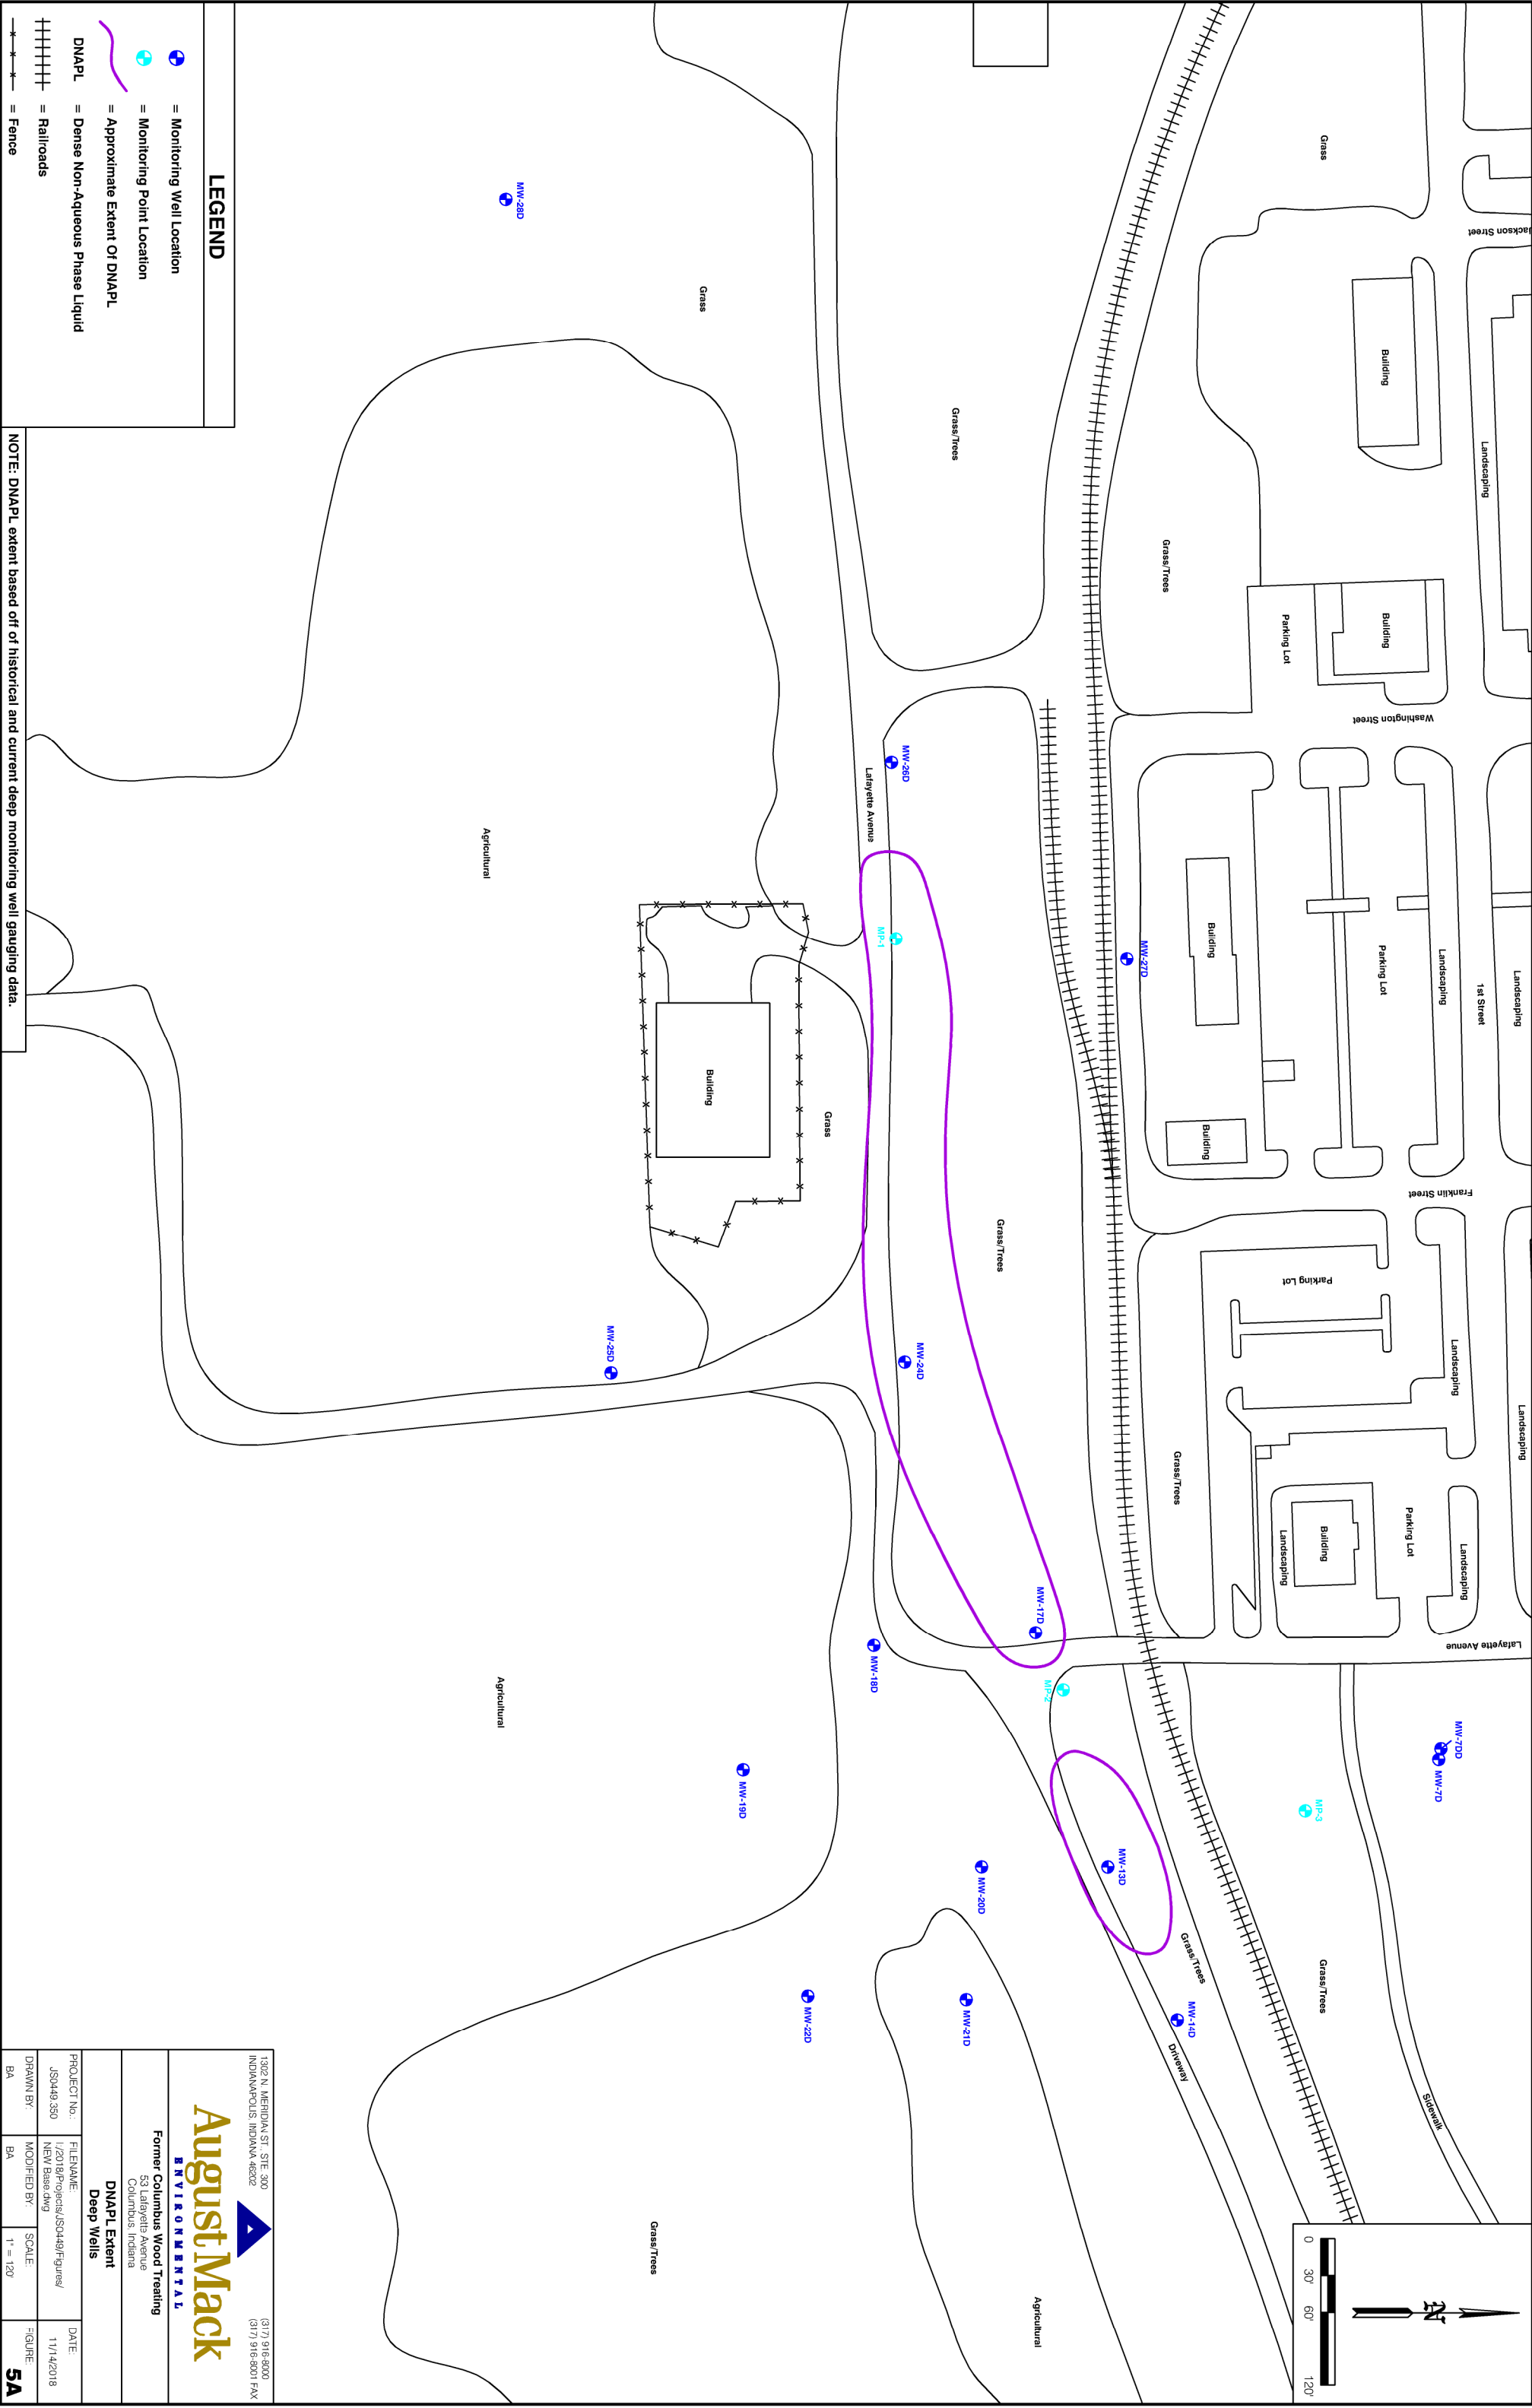 Jackson Street
Grass
Building
Landscaping
Grass/Trees
Parking Lot
Building
Washington Street
Landscaping
1st Street
Landscaping
Parking Lot
Building
Building
MW-27D
Franklin Street
Landscaping
Parking Lot
Landscaping
Grass/Trees
Landscaping
Parking Lot
Building
Landscaping
Lafayette Avenue
MW-7DD
MW-7D
MP-3
Grass/Trees
Sidewalk
N
0
30'
60'
120'
Grass/Trees
MW-26D
Lafayette Avenue
MP-1
Grass/Trees
MW-24D
MW-17D
MP-2
MW-18D
MW-13D
Grass/Trees
MW-14D
Driveway
MW-20D
MW-21D
MW-22D
MW-19D
Agricultural
MW-28D
Grass
Grass
Building
Agricultural
MW-25D
Agricultural
Grass/Trees
LEGEND
= Monitoring Well Location
= Monitoring Point Location
= Approximate Extent Of DNAPL
DNAPL = Dense Non-Aqueous Phase Liquid
= Railroads
= Fence
NOTE: DNAPL extent based off of historical and current deep monitoring well gauging data.
1302 N. MERIDIAN ST., STE. 300
INDIANAPOLIS, INDIANA 46202
(317) 916-8000
(317) 916-8001 FAX
August Mack
ENVIRONMENTAL
Former Columbus Wood Treating
53 Lafayette Avenue
Columbus, Indiana
DNAPL Extent
Deep Wells
PROJECT No.:
JS0449.350
FILENAME:
I:/2018/Projects/JS0449/Figures/
NEW Base.dwg
DATE:
11/14/2018
DRAWN BY:
BA
MODIFIED BY:
BA
SCALE:
1" = 120'
FIGURE:
5A